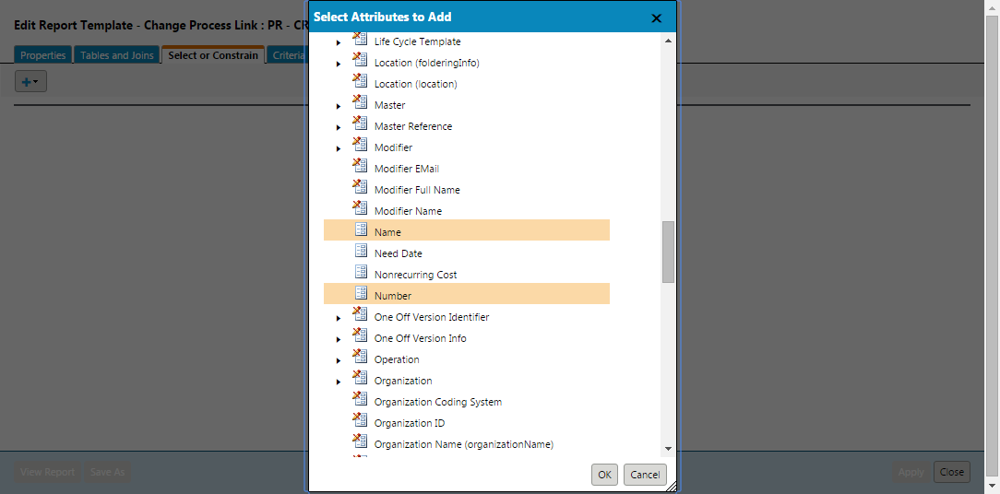 Edit Report Template - Change Process Link : PR - CR
Select Attributes to Add
Properties
Tables and Joins
Select or Constrain
Criteria
Life Cycle Template
Location (folderingInfo)
Location (location)
Master
Master Reference
Modifier
Modifier EMail
Modifier Full Name
Modifier Name
Name
Need Date
Nonrecurring Cost
Number
One Off Version Identifier
One Off Version Info
Operation
Organization
Organization Coding System
Organization ID
Organization Name (organizationName)
View Report
Save As
OK
Cancel
Apply
Close